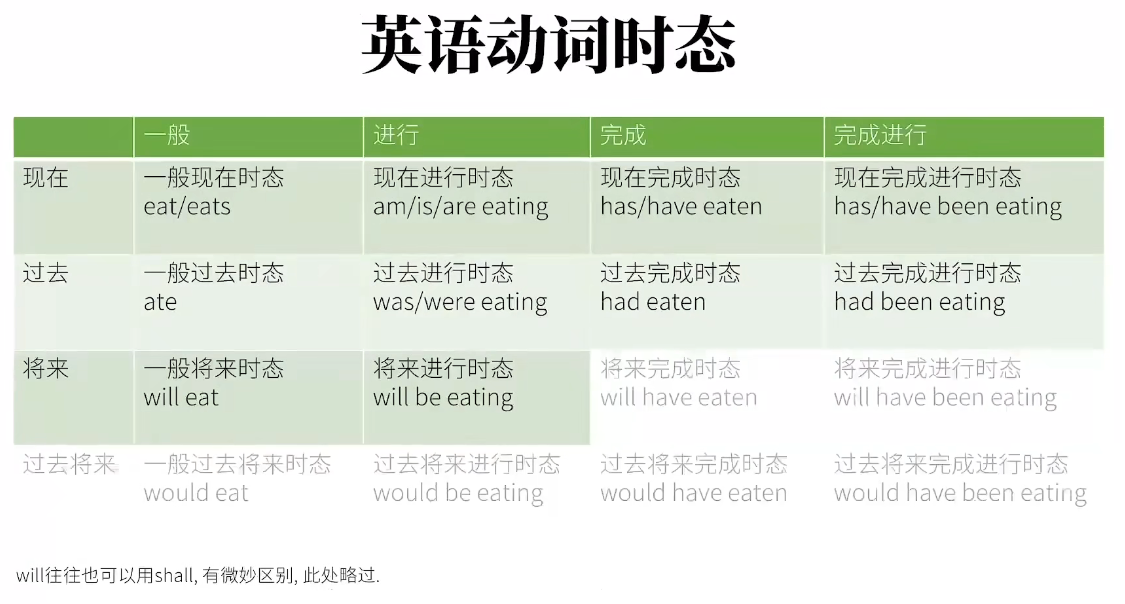 英语动词时态
一般 进行 完成 完成进行
现在 一般现在时态 现在进行时态 现在完成时态 现在完成进行时态
eat/eats am/is/are eating has/have eaten has/have been eating
过去 一般过去时态 过去进行时态 过去完成时态 过去完成进行时态
ate was/were eating had eaten had been eating
将来 一般将来时态 将来进行时态 将来完成时态 将来完成进行时态
will eat will be eating will have eaten will have been eating
过去将来 一般过去将来时态 过去将来进行时态 过去将来完成时态 过去将来完成进行时态
would eat would be eating would have eaten would have been eating
will往往也可以用shall, 有微妙区别, 此处略过.